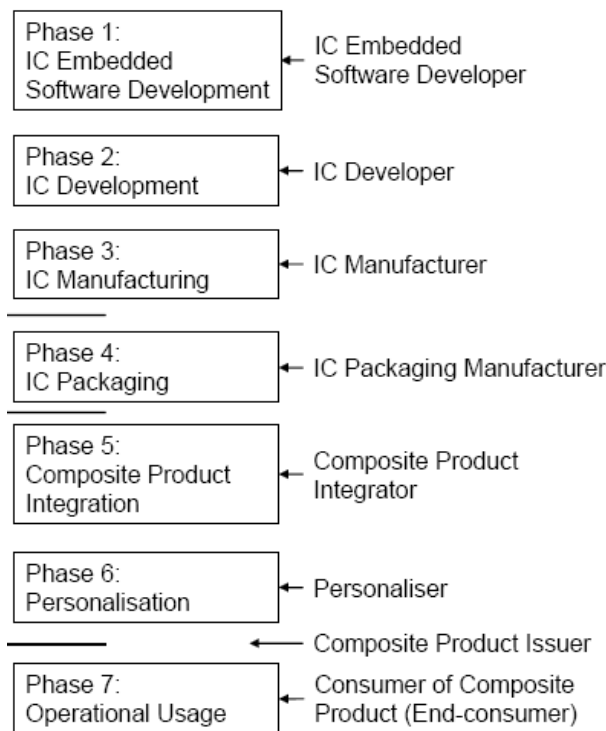 Phase 1:
IC Embedded
Software Development
IC Embedded
Software Developer
Phase 2:
IC Development
IC Developer
Phase 3:
IC Manufacturing
IC Manufacturer
Phase 4:
IC Packaging
IC Packaging Manufacturer
Phase 5:
Composite Product
Integration
Composite Product
Integrator
Phase 6:
Personalisation
Personaliser
Composite Product Issuer
Phase 7:
Operational Usage
Consumer of Composite
Product (End-consumer)